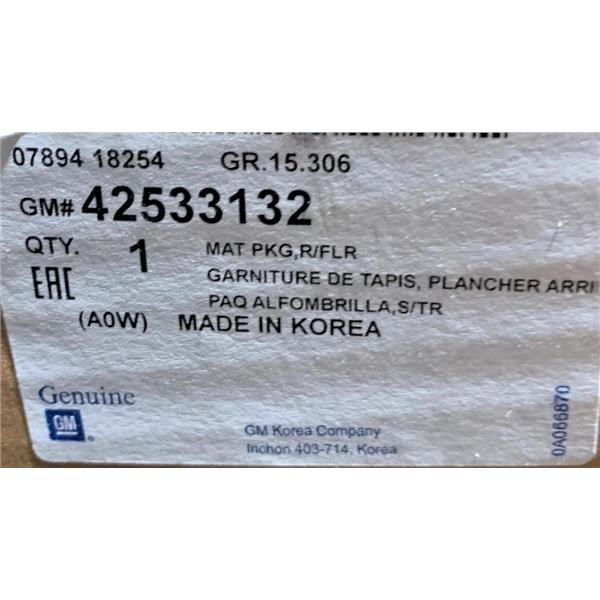 07894 18254 GR.15.306
GM# 42533132
QTY. 1 MAT PKG,R/FLR
GARNITURE DE TAPIS, PLANCHER ARRI
EAC PAQ ALFOMBRILLA,S/TR
(A0W) MADE IN KOREA
Genuine
GM
®
GM Korea Company
Inchon 403-714, Korea
0A066870